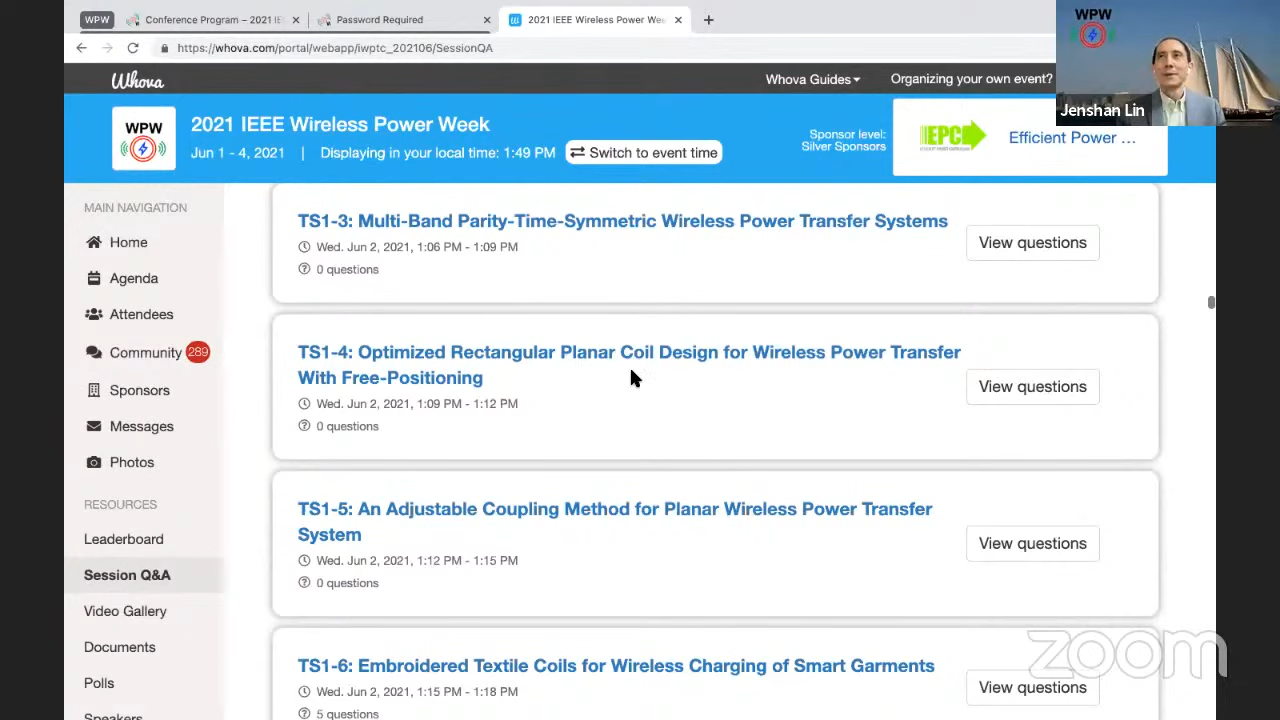 WPW
Conference Program – 2021 IE
Password Required
2021 IEEE Wireless Power Wee
https://whova.com/portal/webapp/iwptc_202106/SessionQA
WPW
Jenshan Lin
Whova
Whova Guides
Organizing your own event?
WPW
2021 IEEE Wireless Power Week
Jun 1 - 4, 2021 | Displaying in your local time: 1:49 PM
Switch to event time
Sponsor level:
Silver Sponsors
EPC
Efficient Power ...
MAIN NAVIGATION
Home
Agenda
Attendees
Community 289
Sponsors
Messages
Photos
RESOURCES
Leaderboard
Session Q&A
Video Gallery
Documents
Polls
Speakers
TS1-3: Multi-Band Parity-Time-Symmetric Wireless Power Transfer Systems
Wed. Jun 2, 2021, 1:06 PM - 1:09 PM
0 questions
View questions
TS1-4: Optimized Rectangular Planar Coil Design for Wireless Power Transfer
With Free-Positioning
Wed. Jun 2, 2021, 1:09 PM - 1:12 PM
0 questions
View questions
TS1-5: An Adjustable Coupling Method for Planar Wireless Power Transfer
System
Wed. Jun 2, 2021, 1:12 PM - 1:15 PM
0 questions
View questions
TS1-6: Embroidered Textile Coils for Wireless Charging of Smart Garments
Wed. Jun 2, 2021, 1:15 PM - 1:18 PM
5 questions
View questions
zoom